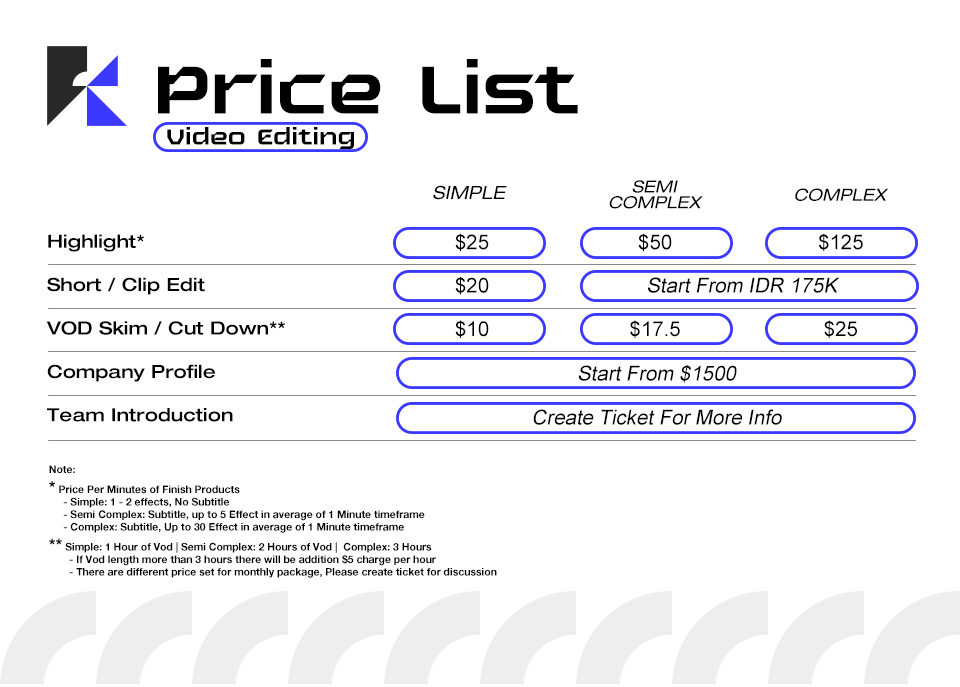 Price List
Video Editing
SIMPLE
SEMI
COMPLEX
COMPLEX
Highlight* $25 $50 $125
Short / Clip Edit $20 Start From IDR 175K
VOD Skim / Cut Down** $10 $17.5 $25
Company Profile Start From $1500
Team Introduction Create Ticket For More Info
Note:
* Price Per Minutes of Finish Products
- Simple: 1 - 2 effects, No Subtitle
- Semi Complex: Subtitle, up to 5 Effect in average of 1 Minute timeframe
- Complex: Subtitle, Up to 30 Effect in average of 1 Minute timeframe
** Simple: 1 Hour of Vod | Semi Complex: 2 Hours of Vod | Complex: 3 Hours
- If Vod length more than 3 hours there will be addition $5 charge per hour
- There are different price set for monthly package, Please create ticket for discussion